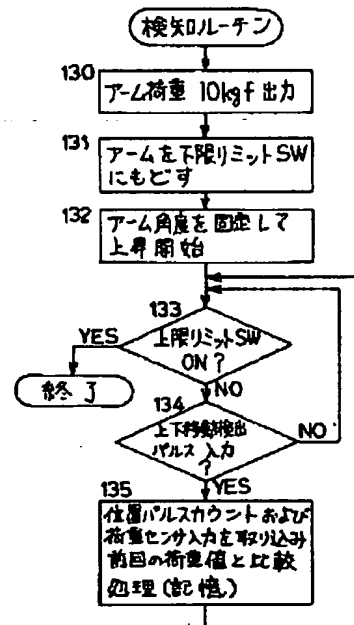 検知ルーチン
130
アーム荷重 10kgf 出力
131
アームを下限リミットSW
にもどす
132
アーム角度を固定して
上昇開始
133
上限リミットSW
ON?
YES
NO
終了
134
上下移動検出
パルス入力
?
NO
YES
135
位置パルスカウントおよび
荷重センサ入力を取り込み
前回の荷重値と比較
処理(記憶)